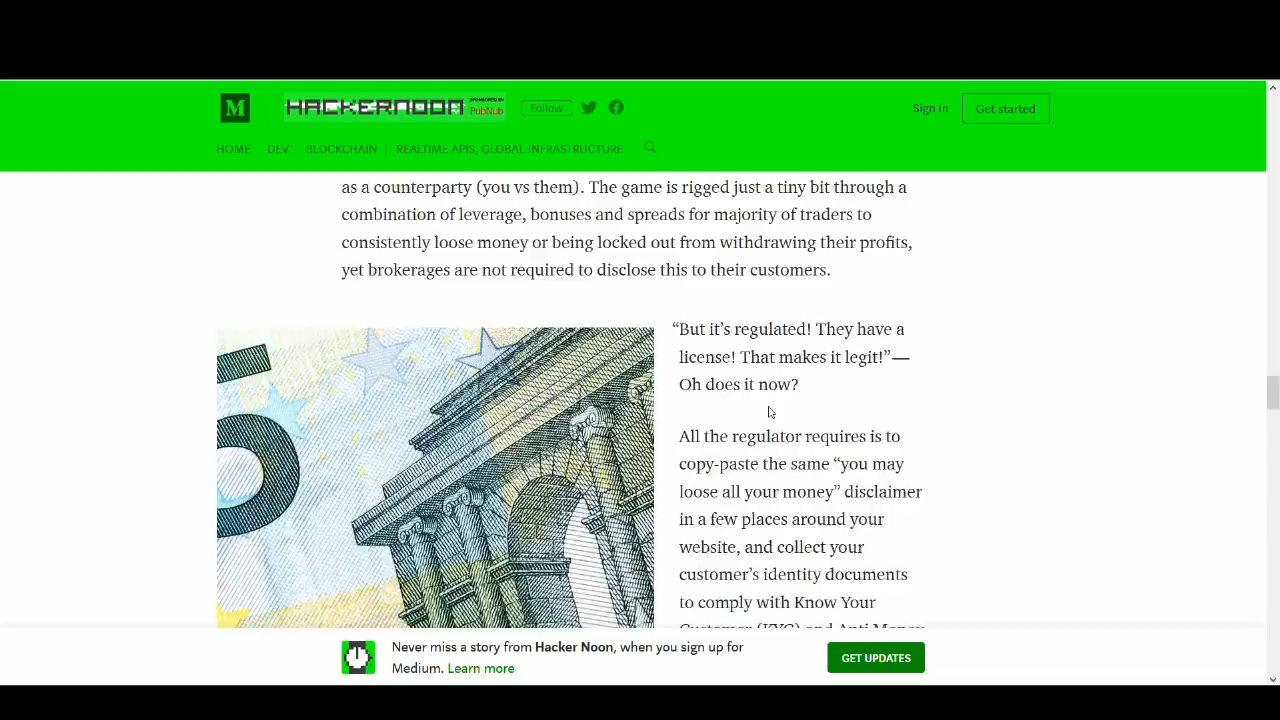 M
HACKERNOON
SPONSORED BY
PubNub
Follow
Sign in
Get started
HOME DEV BLOCKCHAIN REALTIME APIS, GLOBAL INFRASTRUCTURE
as a counterparty (you vs them). The game is rigged just a tiny bit through a
combination of leverage, bonuses and spreads for majority of traders to
consistently loose money or being locked out from withdrawing their profits,
yet brokerages are not required to disclose this to their customers.
“But it’s regulated! They have a
license! That makes it legit!”—
Oh does it now?
All the regulator requires is to
copy-paste the same “you may
loose all your money” disclaimer
in a few places around your
website, and collect your
customer’s identity documents
to comply with Know Your
Customer (KYC) and Anti Money
Never miss a story from Hacker Noon, when you sign up for
Medium. Learn more
GET UPDATES